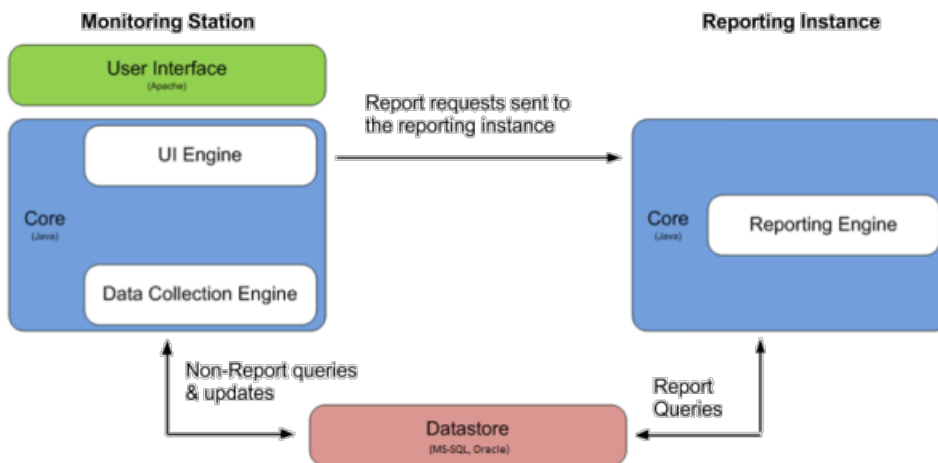 Monitoring Station
Reporting Instance
User Interface
(Apache)
Report requests sent to
the reporting instance
UI Engine
Core
(Java)
Data Collection Engine
Core
(Java)
Reporting Engine
Non-Report queries
& updates
Report
Queries
Datastore
(MS-SQL, Oracle)